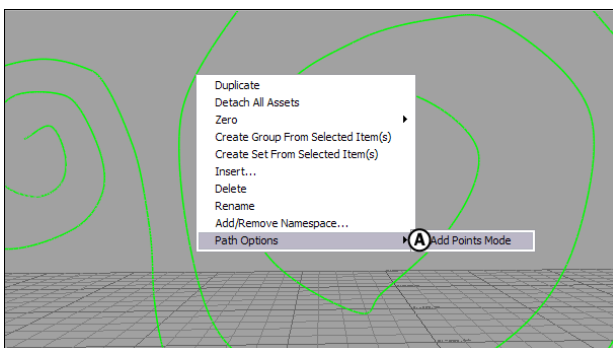 Duplicate
Detach All Assets
Zero
Create Group From Selected Item(s)
Create Set From Selected Item(s)
Insert...
Delete
Rename
Add/Remove Namespace...
Path Options A Add Points Mode